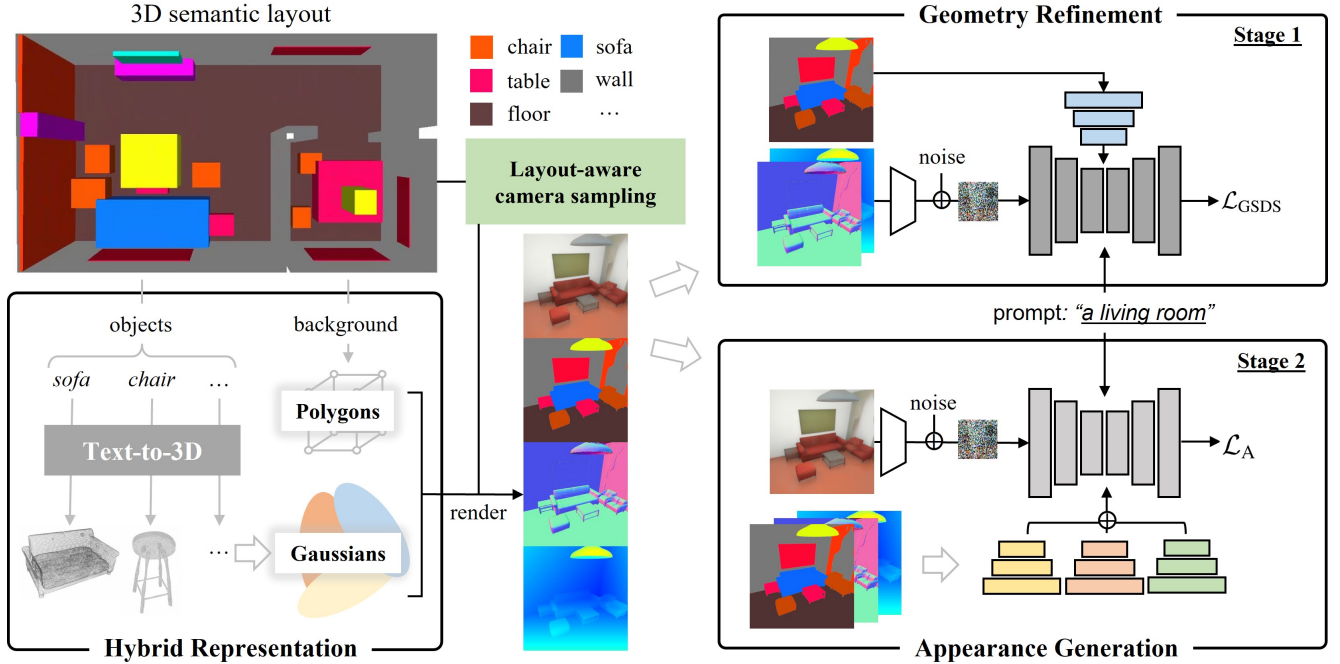 3D semantic layout
chair
sofa
table
wall
floor
...
Layout-aware
camera sampling
objects
background
sofa
chair
...
Polygons
Text-to-3D
...
Gaussians
render
Hybrid Representation
Geometry Refinement
Stage 1
noise
ℒGSDS
prompt: “a living room”
Stage 2
noise
ℒA
Appearance Generation